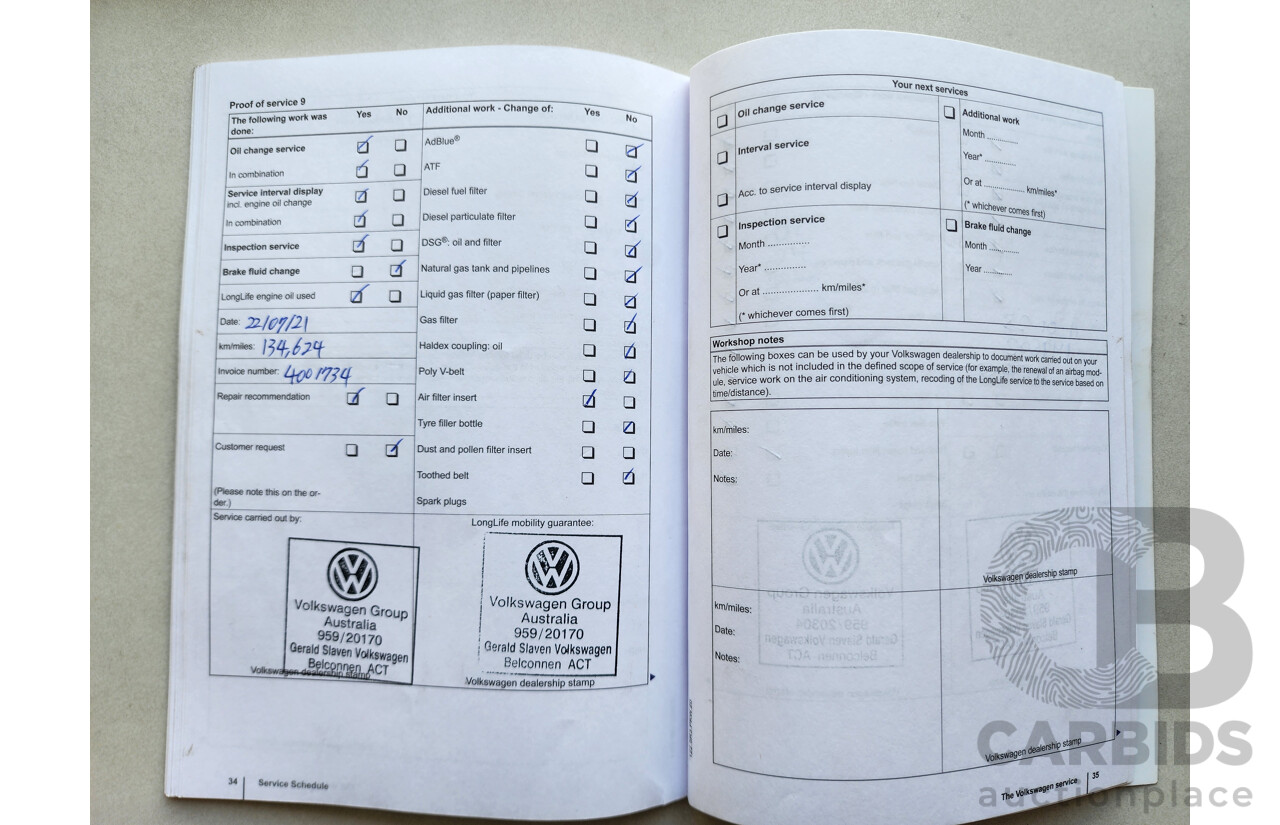 Proof of service 9
The following work was done: Yes No
Oil change service
In combination
Service interval display
incl. engine oil change
In combination
Inspection service
Brake fluid change
LongLife engine oil used
Date: 22/07/21
km/miles: 134,624
Invoice number: 4001734
Repair recommendation
Customer request
(Please note this on the or-
der.)
Additional work - Change of: Yes No
AdBlue®
ATF
Diesel fuel filter
Diesel particulate filter
DSG®: oil and filter
Natural gas tank and pipelines
Liquid gas filter (paper filter)
Gas filter
Haldex coupling: oil
Poly V-belt
Air filter insert
Tyre filler bottle
Dust and pollen filter insert
Toothed belt
Spark plugs
Service carried out by:
Volkswagen Group
Australia
959/20170
Gerald Slaven Volkswagen
Belconnen ACT
Volkswagen dealership stamp
LongLife mobility guarantee:
Volkswagen Group
Australia
959/20170
Gerald Slaven Volkswagen
Belconnen ACT
Volkswagen dealership stamp
34 Service Schedule
Your next services
Oil change service
Interval service
Acc. to service interval display
Inspection service
Month ..............
Year* ..............
Or at .................... km/miles*
(* whichever comes first)
Additional work
Month ............
Year* ............
Or at ............... km/miles*
(* whichever comes first)
Brake fluid change
Month ...........
Year ...........
Workshop notes
The following boxes can be used by your Volkswagen dealership to document work carried out on your
vehicle which is not included in the defined scope of service (for example, the renewal of an airbag mod-
ule, service work on the air conditioning system, recoding of the LongLife service to the service based on
time/distance).
km/miles:
Date:
Notes:
Volkswagen dealership stamp
km/miles:
Date:
Notes:
Volkswagen dealership stamp
The Volkswagen service 35
CARBIDS
auctionplace